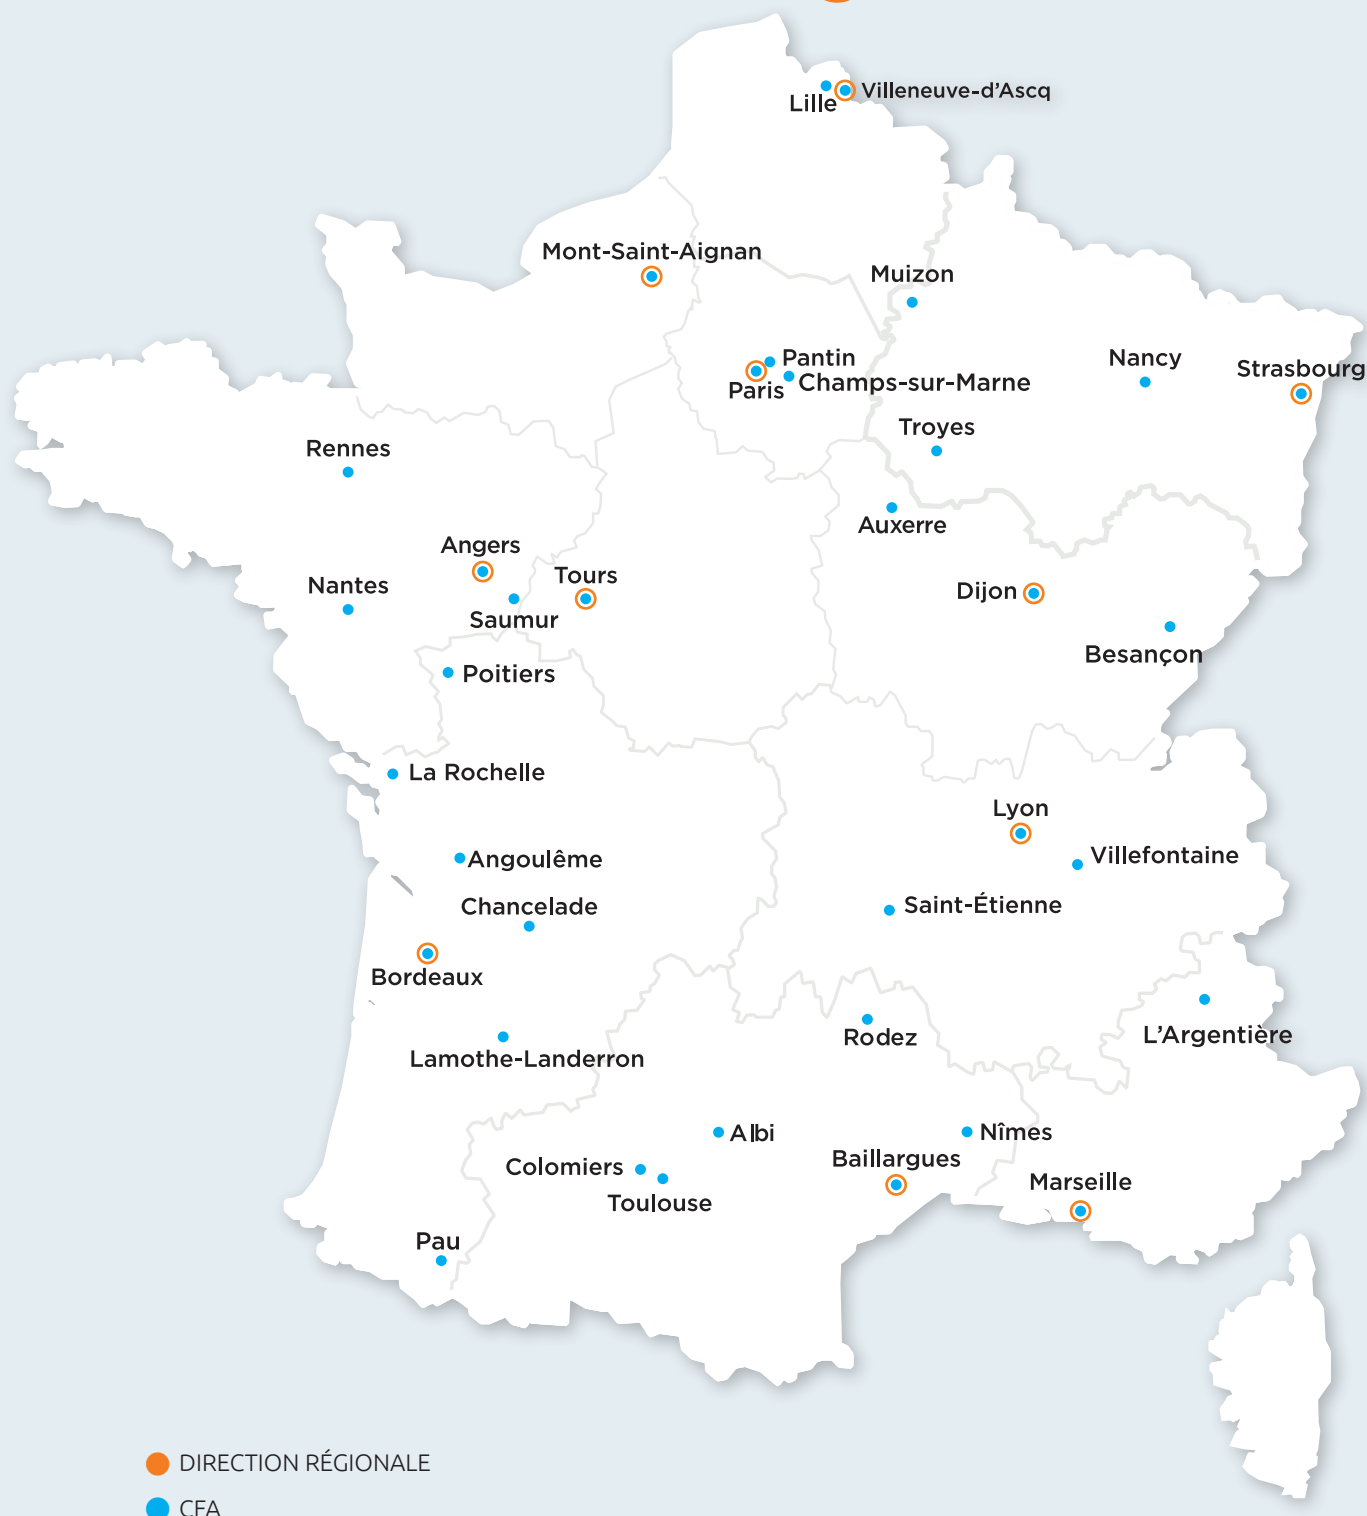 Villeneuve-d’Ascq
Lille
Mont-Saint-Aignan
Muizon
Pantin
Nancy
Strasbourg
Champs-sur-Marne
Paris
Troyes
Rennes
Auxerre
Angers
Tours
Nantes
Dijon
Saumur
Besançon
Poitiers
La Rochelle
Lyon
Villefontaine
Angoulême
Saint-Étienne
Chancelade
Bordeaux
L’Argentière
Rodez
Lamothe-Landerron
Albi
Nîmes
Baillargues
Colomiers
Marseille
Toulouse
Pau
DIRECTION RÉGIONALE
CFA